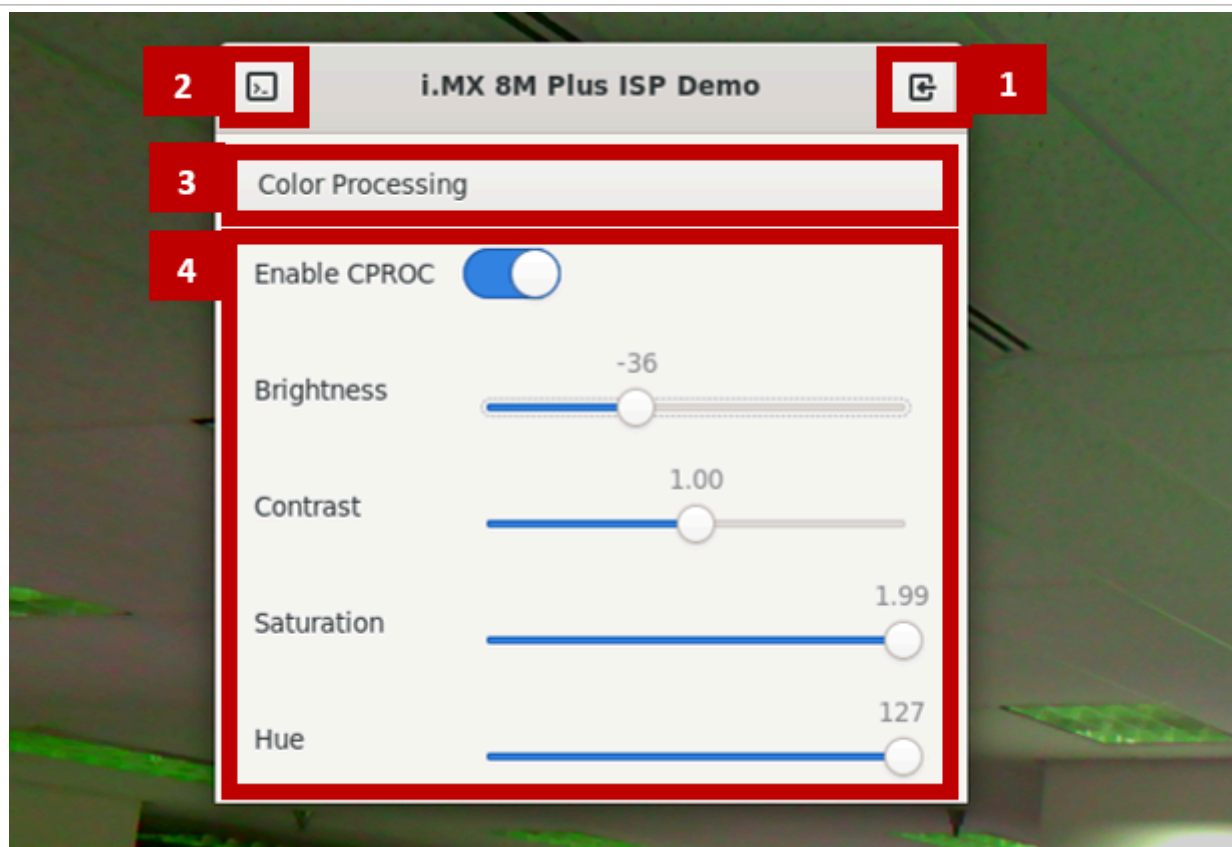 2
i.MX 8M Plus ISP Demo
1
3
Color Processing
4
Enable CPROC
-36
Brightness
1.00
Contrast
1.99
Saturation
127
Hue